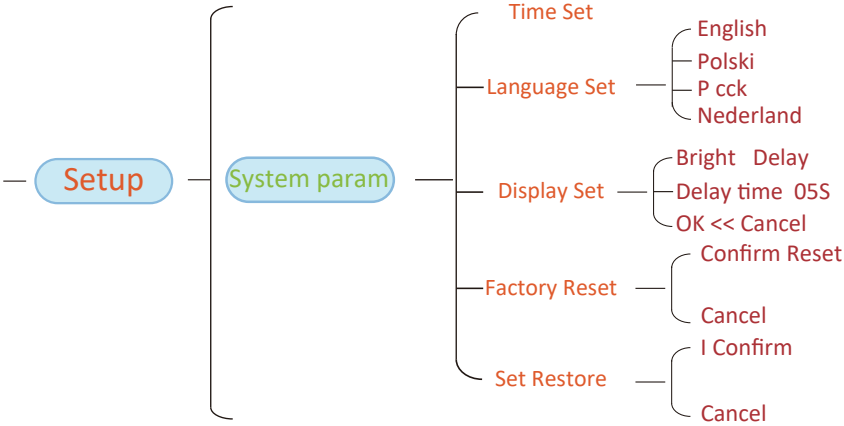 Setup
System param
Time Set
Language Set
English
Polski
P cck
Nederland
Display Set
Bright Delay
Delay time 05S
OK << Cancel
Factory Reset
Confirm Reset
Cancel
Set Restore
I Confirm
Cancel